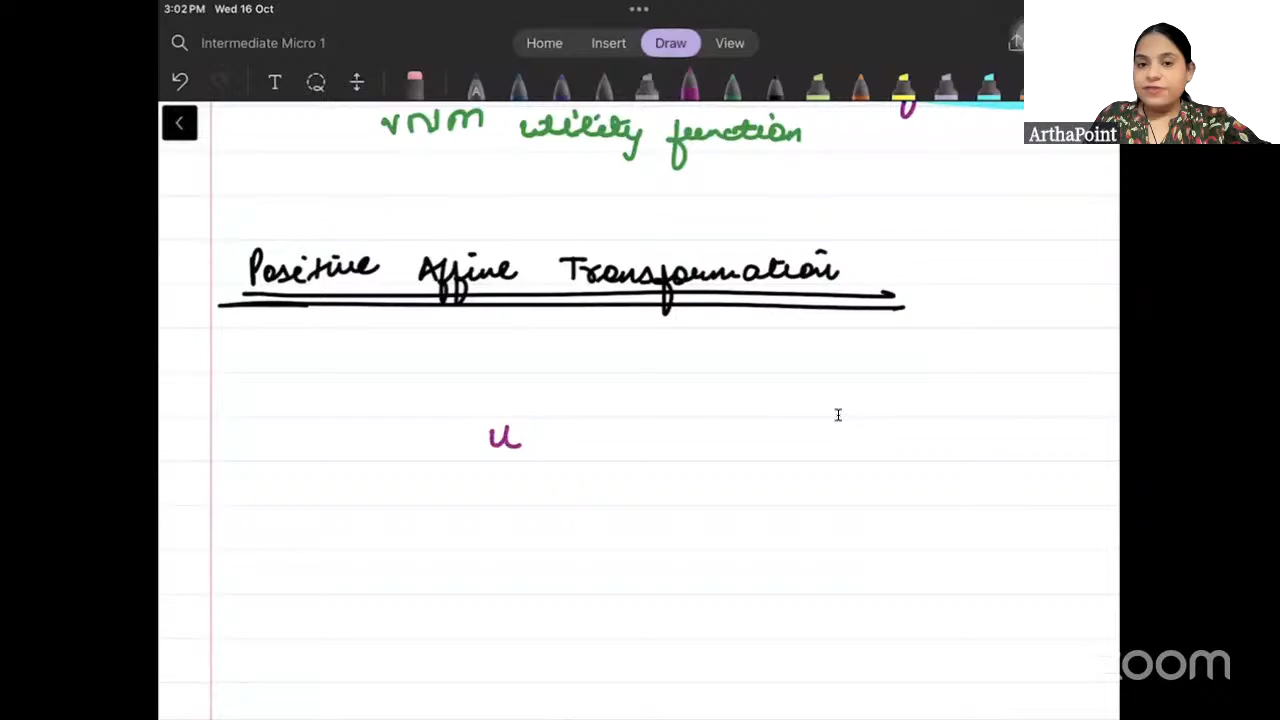 3:02 PM Wed 16 Oct
Intermediate Micro 1
Home Insert Draw View
T
A
ArthaPoint
VNM utility function
Positive Affine Transformation
u
zoom